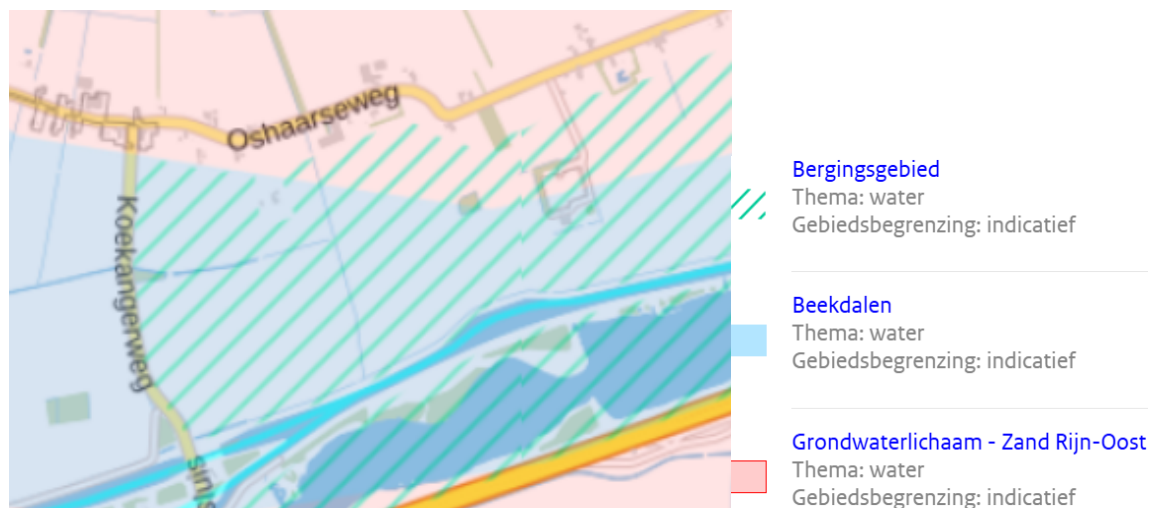 Oshaarseweg
Koekangerweg
sluis
Bergingsgebied
Thema: water
Gebiedsbegrenzing: indicatief
Beekdalen
Thema: water
Gebiedsbegrenzing: indicatief
Grondwaterlichaam - Zand Rijn-Oost
Thema: water
Gebiedsbegrenzing: indicatief